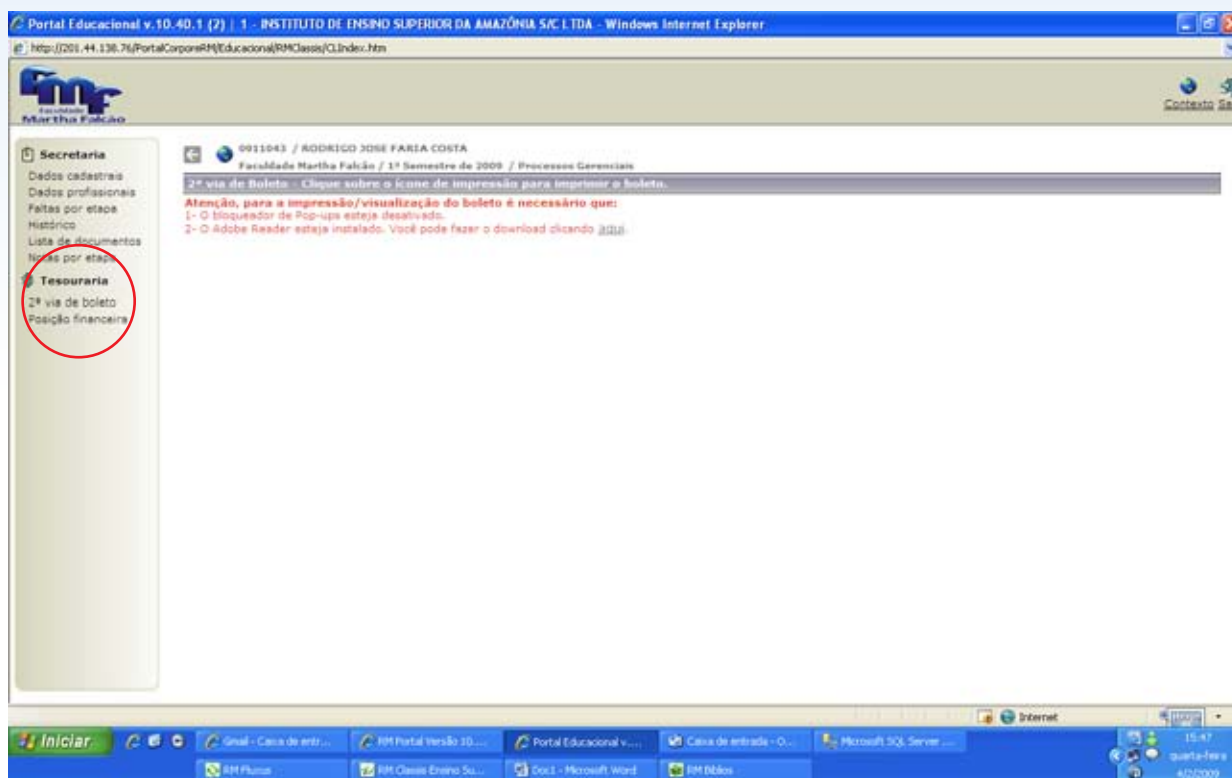 Portal Educacional v.10.40.1 (2) | 1 - INSTITUTO DE ENSINO SUPERIOR DA AMAZÔNIA S/C LTDA - Windows Internet Explorer
http://201.44.138.76/PortalCorporeRM/Educacional/RMClassis/CLIndex.htm
FMF
Faculdade
Martha Falcão
Contexto
Secretaria
Dados cadastrais
Dados profissionais
Faltas por etapa
Histórico
Lista de documentos
Notas por etapa
Tesouraria
2ª via de boleto
Posição financeira
0911043 / RODRIGO JOSE FARIA COSTA
Faculdade Martha Falcão / 1º Semestre de 2009 / Processos Gerenciais
2ª via de Boleto - Clique sobre o ícone de impressão para imprimir o boleto.
Atenção, para a impressão/visualização do boleto é necessário que:
1- O bloqueador de Pop-ups esteja desativado.
2- O Adobe Reader esteja instalado. Você pode fazer o download clicando aqui.
Internet
100%
Iniciar
Gmail - Caixa de entr...
RM Portal Versão 10....
Portal Educacional v....
Caixa de entrada - O...
Microsoft SQL Server ...
15:47
RM Fluxus
RM Classis Ensino Su...
Doc1 - Microsoft Word
RM Biblios
quarta-feira
4/2/2009